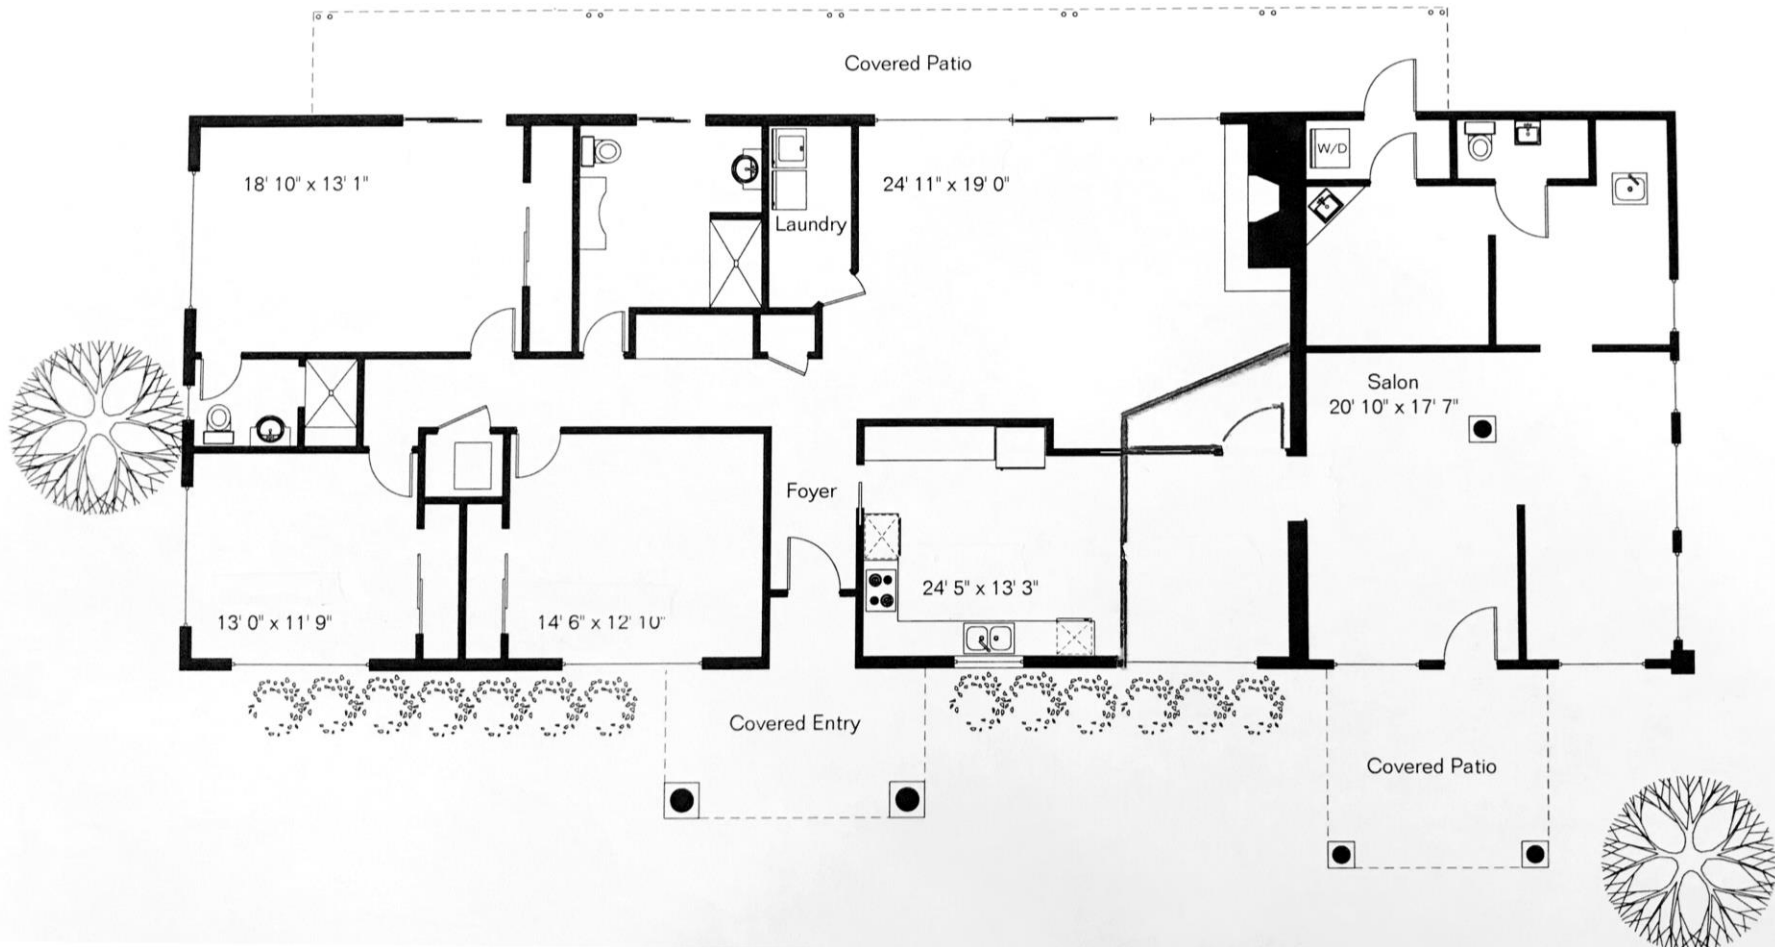 Covered Patio
18' 10" x 13' 1"
24' 11" x 19' 0"
W/D
Laundry
Salon
20' 10" x 17' 7"
Foyer
24' 5" x 13' 3"
13' 0" x 11' 9"
14' 6" x 12' 10"
Covered Entry
Covered Patio